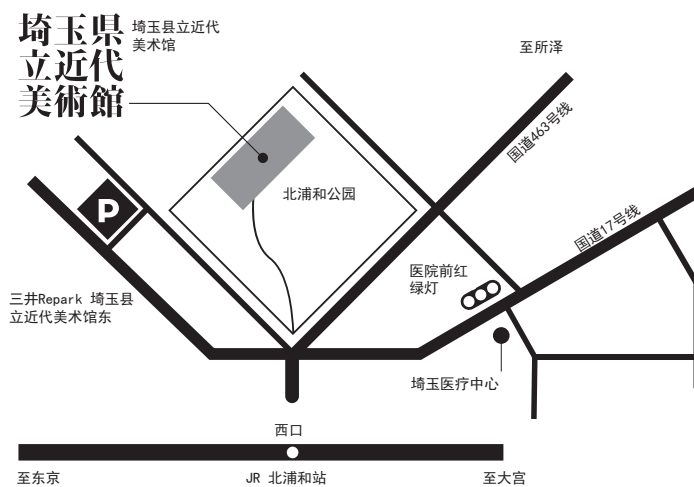 埼玉県
立近代
美術館
埼玉县立近代
美术馆
至所泽
国道463号线
北浦和公园
国道17号线
P
医院前红
绿灯
三井Repark 埼玉县
立近代美术馆东
埼玉医疗中心
西口
至东京
JR 北浦和站
至大宫